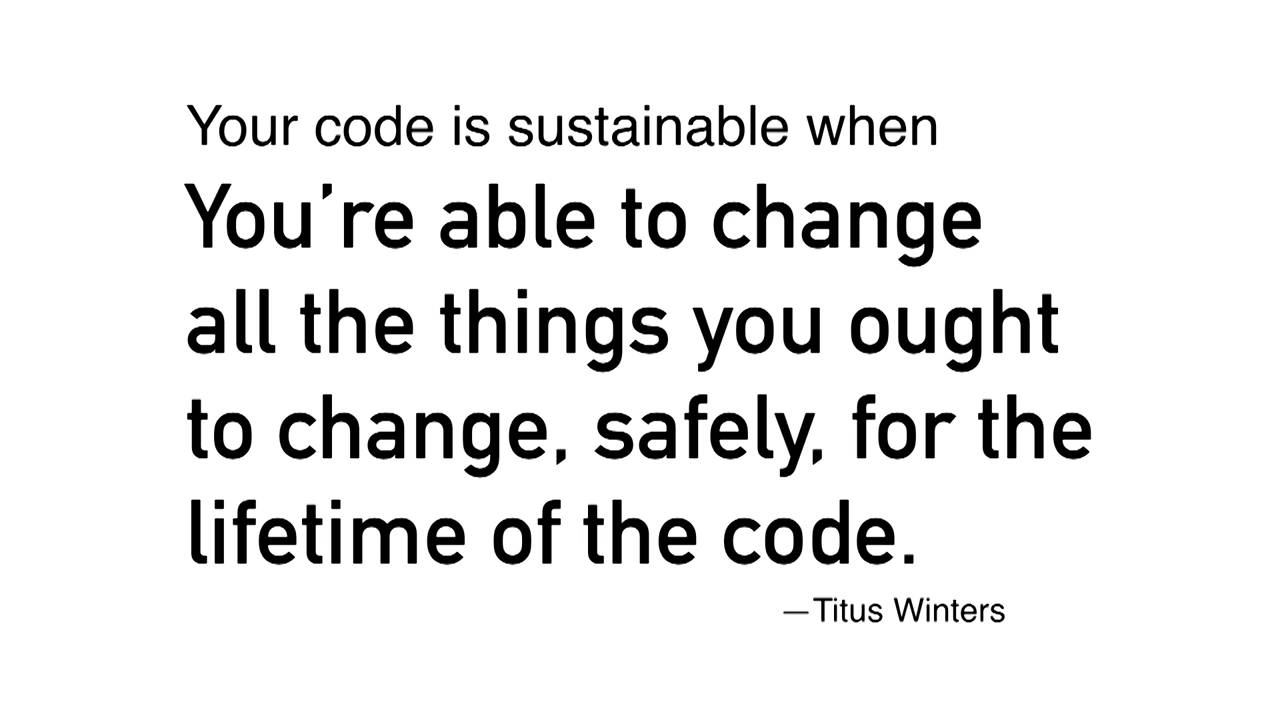 Your code is sustainable when
You’re able to change
all the things you ought
to change, safely, for the
lifetime of the code.
—Titus Winters